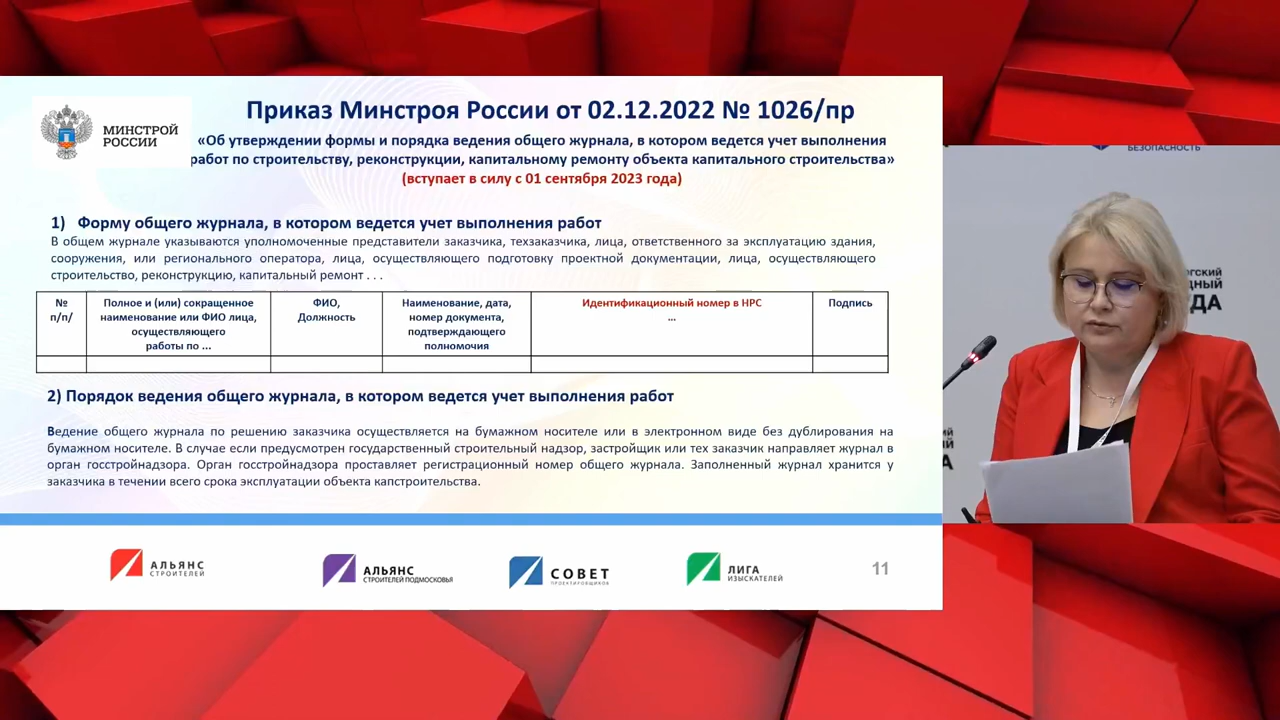 МИНСТРОЙ
РОССИИ
Приказ Минстроя России от 02.12.2022 № 1026/пр
«Об утверждении формы и порядка ведения общего журнала, в котором ведется учет выполнения
работ по строительству, реконструкции, капитальному ремонту объекта капитального строительства»
(вступает в силу с 01 сентября 2023 года)
1) Форму общего журнала, в котором ведется учет выполнения работ
В общем журнале указываются уполномоченные представители заказчика, техзаказчика, лица, ответственного за эксплуатацию здания,
сооружения, или регионального оператора, лица, осуществляющего подготовку проектной документации, лица, осуществляющего
строительство, реконструкцию, капитальный ремонт . . .
№
п/п/
Полное и (или) сокращенное
наименование или ФИО лица,
осуществляющего
работы по ...
ФИО,
Должность
Наименование, дата,
номер документа,
подтверждающего
полномочия
Идентификационный номер в НРС
...
Подпись
2) Порядок ведения общего журнала, в котором ведется учет выполнения работ
Ведение общего журнала по решению заказчика осуществляется на бумажном носителе или в электронном виде без дублирования на
бумажном носителе. В случае если предусмотрен государственный строительный надзор, застройщик или тех заказчик направляет журнал в
орган госстройнадзора. Орган госстройнадзора проставляет регистрационный номер общего журнала. Заполненный журнал хранится у
заказчика в течении всего срока эксплуатации объекта капстроительства.
АЛЬЯНС
СТРОИТЕЛЕЙ
АЛЬЯНС
СТРОИТЕЛЕЙ ПОДМОСКОВЬЯ
СОВЕТ
ПРОЕКТИРОВЩИКОВ
ЛИГА
ИЗЫСКАТЕЛЕЙ
11
БЕЗОПАСНОСТЬ